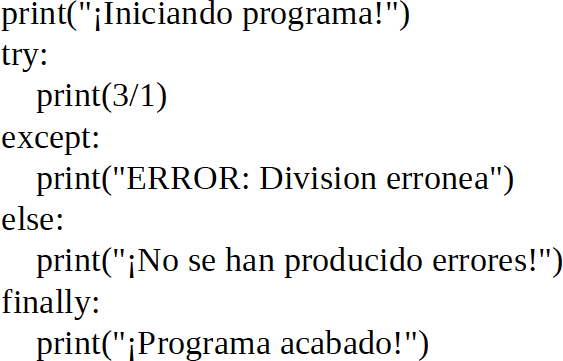 print("¡Iniciando programa!")
try:
    print(3/1)
except:
    print("ERROR: Division erronea")
else:
    print("¡No se han producido errores!")
finally:
    print("¡Programa acabado!")